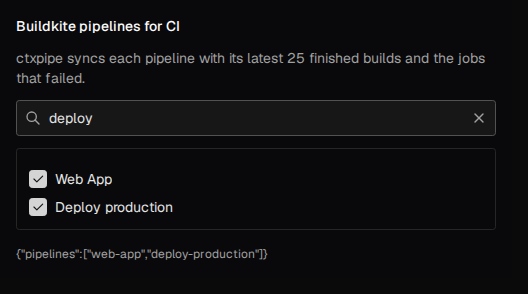 Buildkite pipelines for CI
ctxpipe syncs each pipeline with its latest 25 finished builds and the jobs
that failed.
deploy
Web App
Deploy production
{"pipelines":["web-app","deploy-production"]}